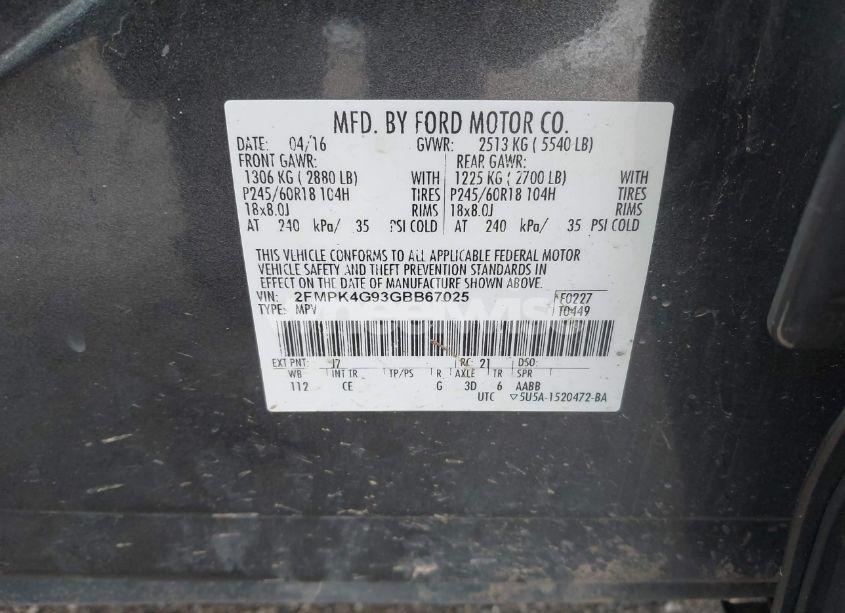 MFD. BY FORD MOTOR CO.
DATE: 04/16 GVWR: 2513 KG ( 5540 LB)
FRONT GAWR: REAR GAWR:
1306 KG ( 2880 LB) WITH 1225 KG ( 2700 LB) WITH
P245/60R18 104H TIRES P245/60R18 104H TIRES
18x8.0J RIMS 18x8.0J RIMS
AT 240 kPa/ 35 PSI COLD AT 240 kPa/ 35 PSI COLD
THIS VEHICLE CONFORMS TO ALL APPLICABLE FEDERAL MOTOR
VEHICLE SAFETY AND THEFT PREVENTION STANDARDS IN
EFFECT ON THE DATE OF MANUFACTURE SHOWN ABOVE.
VIN: 2FMPK4G93GBB67025 F0227
TYPE: MPV T0449
EXT PNT: J7 RC: 21 DSO:
WB INT TR TP/PS R AXLE TR SPR
112 CE G 3D 6 AABB
UTC ▽5U5A-1520472-BA